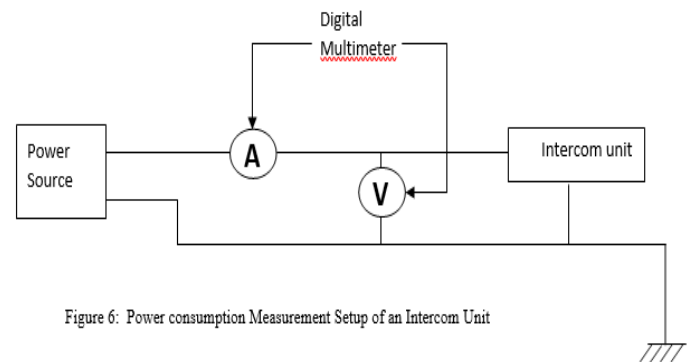 Digital
Multimeter
Power
Source
A
Intercom unit
V
Figure 6: Power consumption Measurement Setup of an Intercom Unit